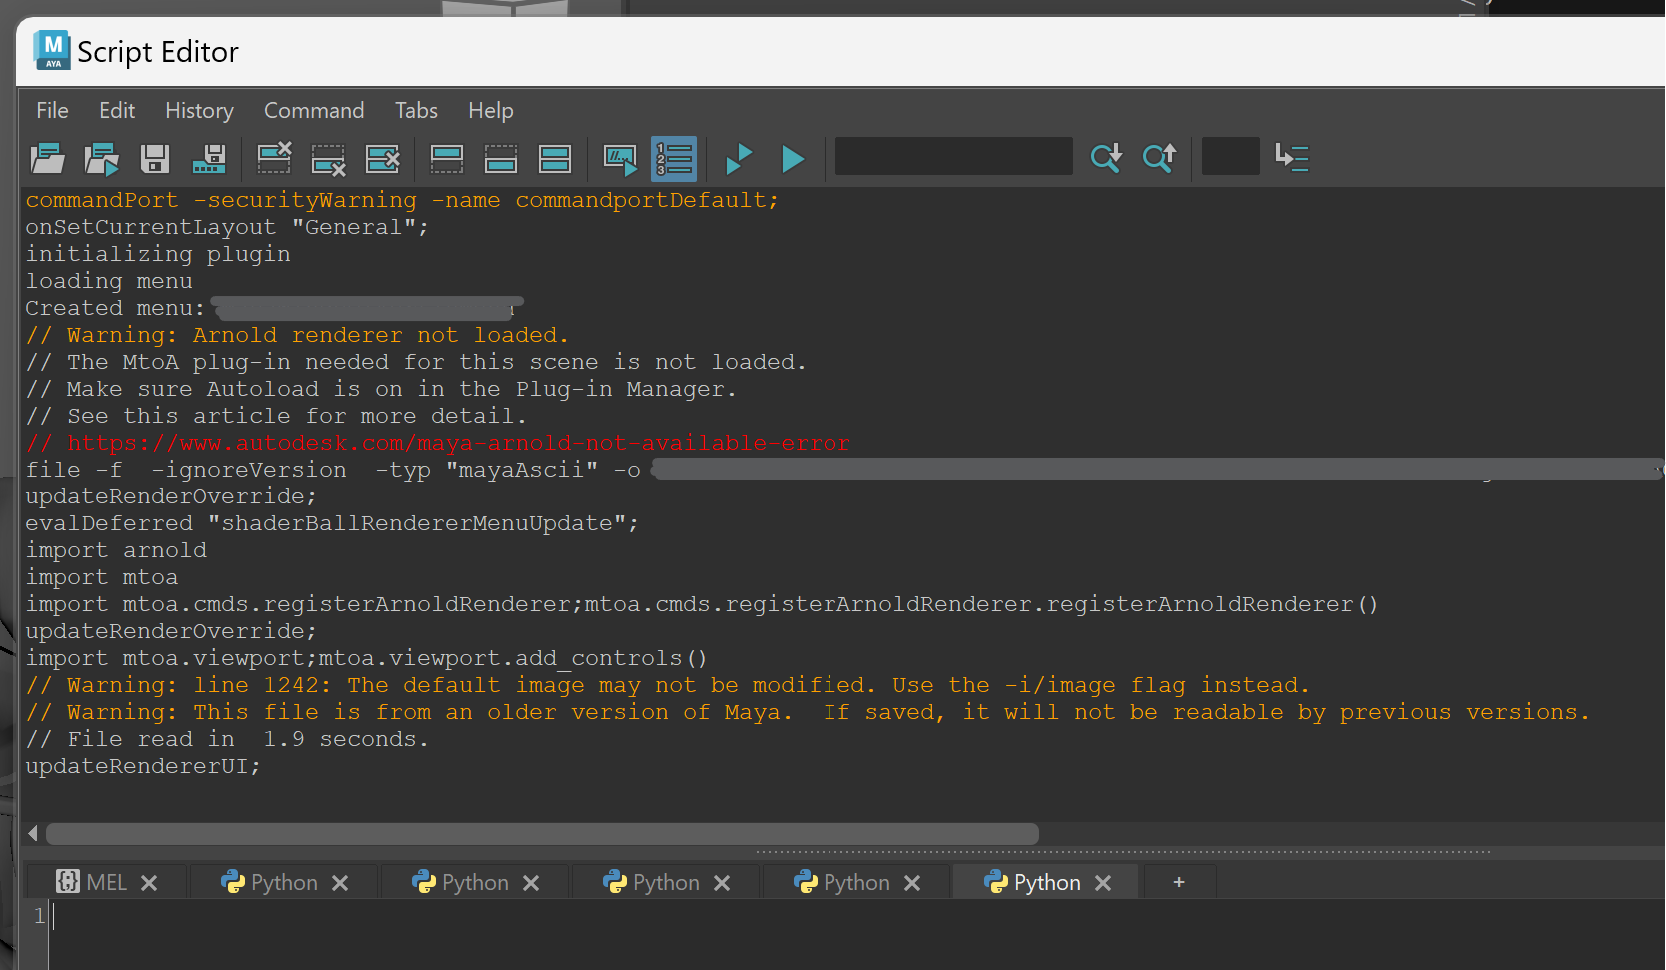 M
AYA
Script Editor
File Edit History Command Tabs Help
commandPort -securityWarning -name commandportDefault;
onSetCurrentLayout "General";
initializing plugin
loading menu
Created menu:
// Warning: Arnold renderer not loaded.
// The MtoA plug-in needed for this scene is not loaded.
// Make sure Autoload is on in the Plug-in Manager.
// See this article for more detail.
// https://www.autodesk.com/maya-arnold-not-available-error
file -f  -ignoreVersion  -typ "mayaAscii" -o
updateRenderOverride;
evalDeferred "shaderBallRendererMenuUpdate";
import arnold
import mtoa
import mtoa.cmds.registerArnoldRenderer;mtoa.cmds.registerArnoldRenderer.registerArnoldRenderer()
updateRenderOverride;
import mtoa.viewport;mtoa.viewport.add_controls()
// Warning: line 1242: The default image may not be modified. Use the -i/image flag instead.
// Warning: This file is from an older version of Maya.  If saved, it will not be readable by previous versions.
// File read in  1.9 seconds.
updateRendererUI;
MEL Python Python Python Python Python +
1